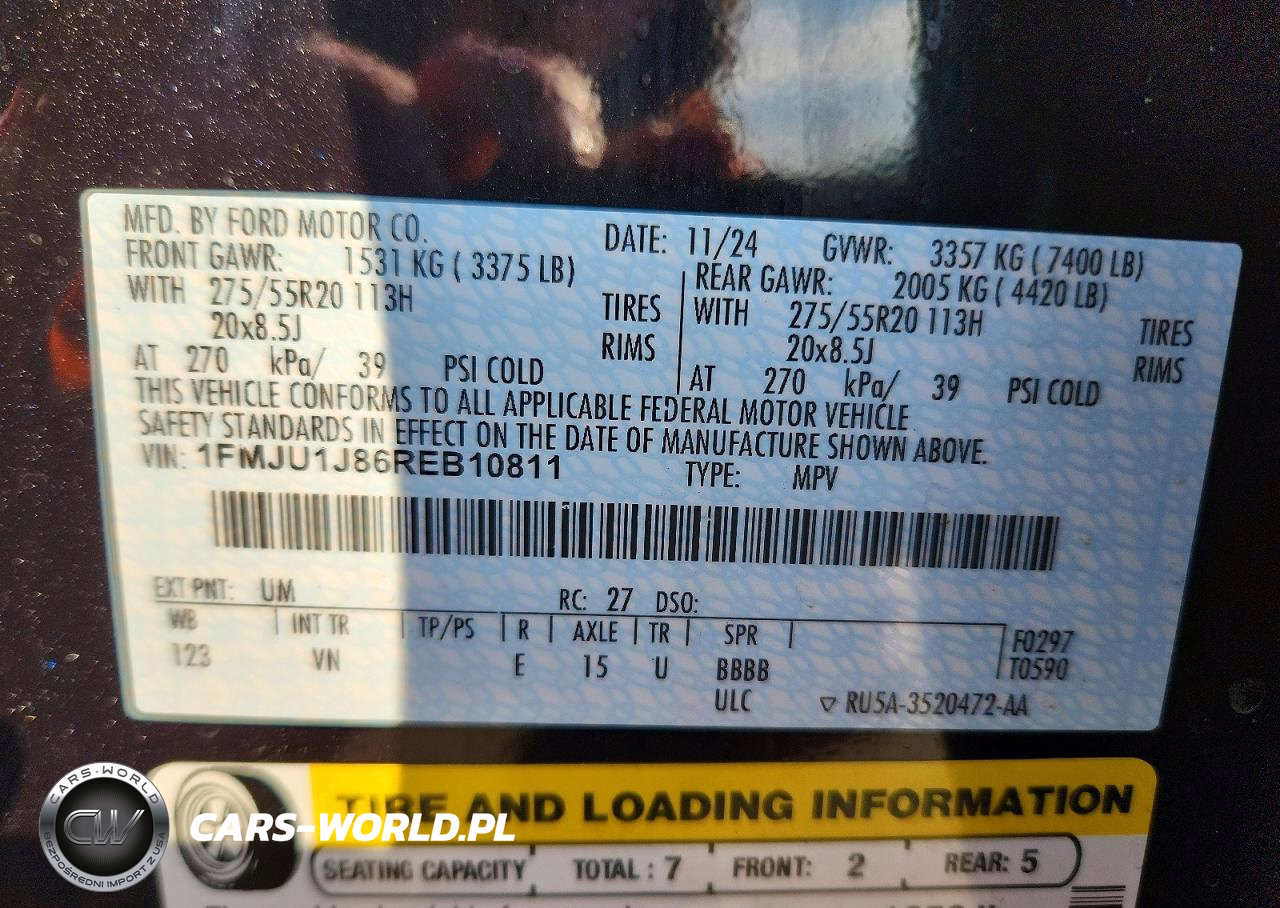 MFD. BY FORD MOTOR CO. DATE: 11/24 GVWR: 3357 KG ( 7400 LB)
FRONT GAWR: 1531 KG ( 3375 LB) REAR GAWR: 2005 KG ( 4420 LB)
WITH 275/55R20 113H TIRES WITH 275/55R20 113H TIRES
20x8.5J RIMS 20x8.5J RIMS
AT 270 kPa/ 39 PSI COLD AT 270 kPa/ 39 PSI COLD
THIS VEHICLE CONFORMS TO ALL APPLICABLE FEDERAL MOTOR VEHICLE
SAFETY STANDARDS IN EFFECT ON THE DATE OF MANUFACTURE SHOWN ABOVE.
VIN: 1FMJU1J86REB10811 TYPE: MPV
EXT PNT: UM RC: 27 DSO:
WB INT TR TP/PS R AXLE TR SPR F0297
123 VN E 15 U BBBB T0590
ULC ▽ RU5A-3520472-AA
TIRE AND LOADING INFORMATION
SEATING CAPACITY TOTAL : 7 FRONT: 2 REAR: 5
CARS-WORLD
CW
BEZPOŚREDNI IMPORT Z USA
CARS-WORLD.PL